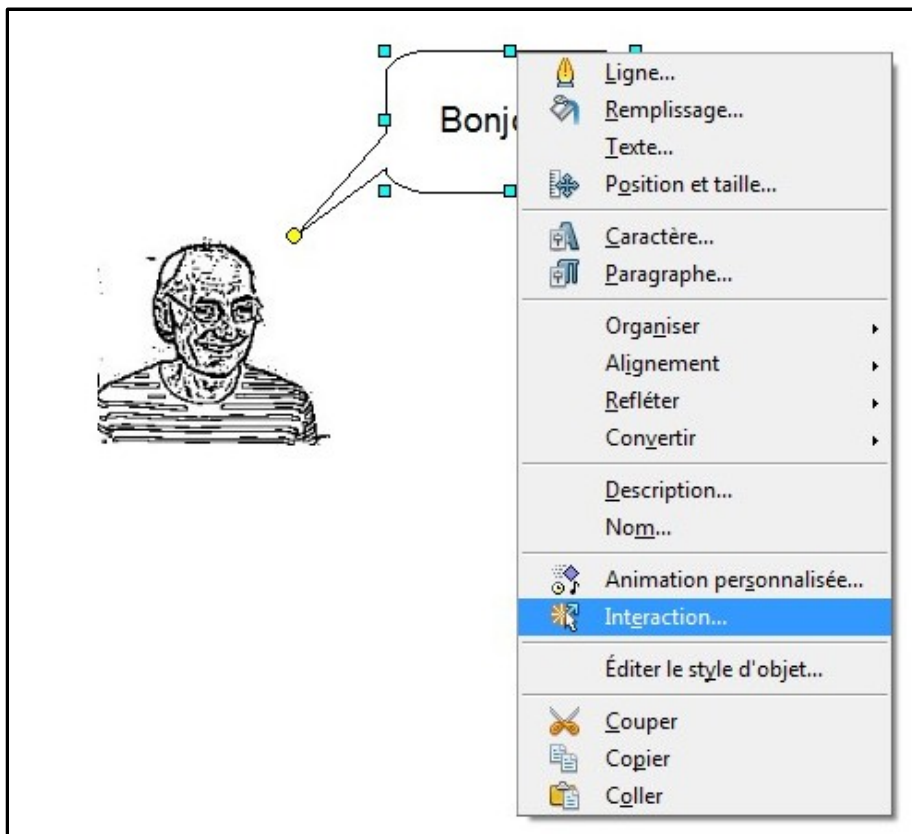 Bonj
Ligne...
Remplissage...
Texte...
Position et taille...
Caractère...
Paragraphe...
Organiser
Alignement
Refléter
Convertir
Description...
Nom...
Animation personnalisée...
Interaction...
Éditer le style d'objet...
Couper
Copier
Coller